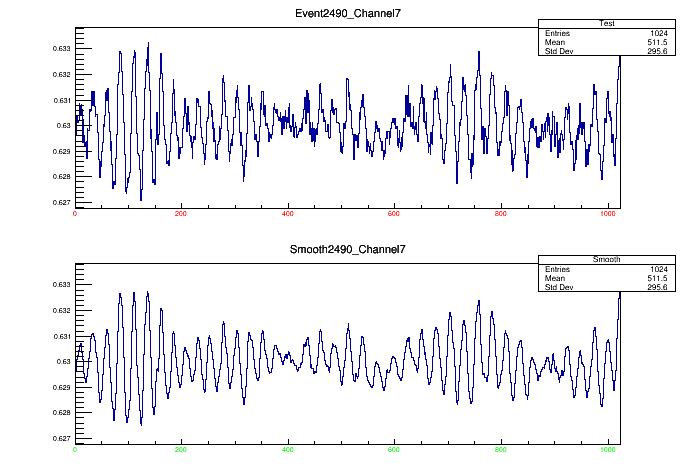 Event2490_Channel7
Test
Entries 1024
Mean 511.5
Std Dev 295.6
0.633
0.632
0.631
0.63
0.629
0.628
0.627
0 200 400 600 800 1000
Smooth2490_Channel7
Smooth
Entries 1024
Mean 511.5
Std Dev 295.6
0.633
0.632
0.631
0.63
0.629
0.628
0.627
0 200 400 600 800 1000